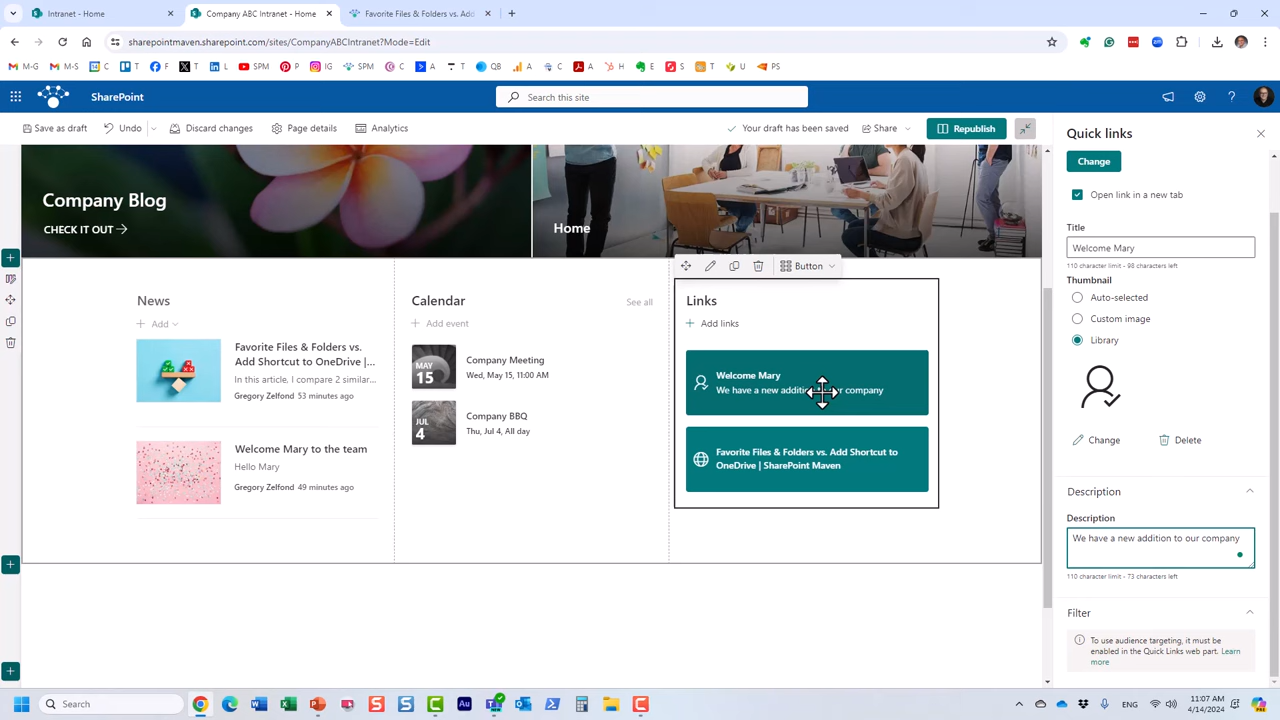 Intranet - Home
Company ABC Intranet - Home
Favorite Files & Folders vs. Add
sharepointmaven.sharepoint.com/sites/CompanyABCIntranet?Mode=Edit
M-G
M-S
C
T
F
X
L
SPM
P
IG
SPM
C
A
T
QB
A
C
A
H
E
S
T
U
PS
SharePoint
Search this site
Save as draft
Undo
Discard changes
Page details
Analytics
Your draft has been saved
Share
Republish
Company Blog
CHECK IT OUT
Home
Button
News
Add
Favorite Files & Folders vs.
Add Shortcut to OneDrive |...
In this article, I compare 2 similar...
Gregory Zelfond 53 minutes ago
Welcome Mary to the team
Hello Mary
Gregory Zelfond 49 minutes ago
Calendar
See all
Add event
MAY
15
Company Meeting
Wed, May 15, 11:00 AM
JUL
4
Company BBQ
Thu, Jul 4, All day
Links
Add links
Welcome Mary
We have a new addition our company
Favorite Files & Folders vs. Add Shortcut to
OneDrive | SharePoint Maven
Quick links
Change
Open link in a new tab
Title
Welcome Mary
110 character limit - 98 characters left
Thumbnail
Auto-selected
Custom image
Library
Change
Delete
Description
Description
We have a new addition to our company
110 character limit - 73 characters left
Filter
To use audience targeting, it must be
enabled in the Quick Links web part. Learn
more
Search
11:07 AM
4/14/2024